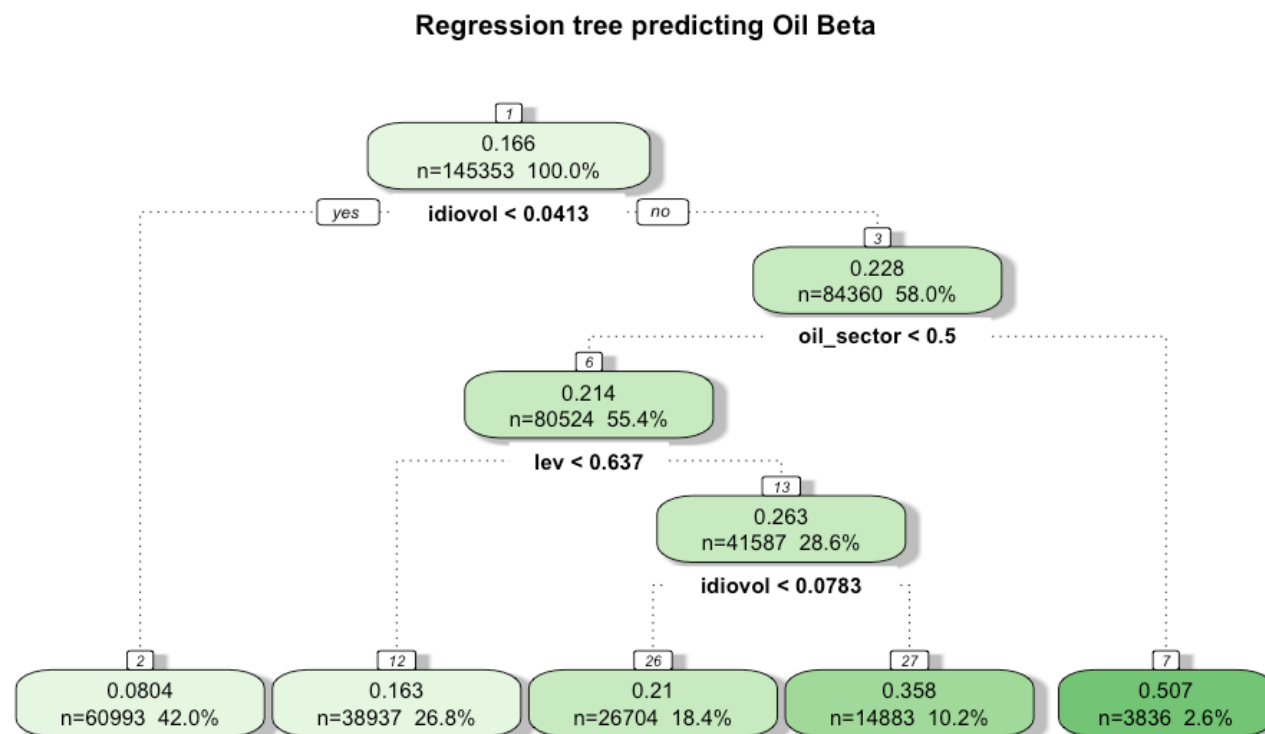 Regression tree predicting Oil Beta
1
0.166
n=145353 100.0%
yes idiovol < 0.0413 no
3
0.228
n=84360 58.0%
oil_sector < 0.5
6
0.214
n=80524 55.4%
lev < 0.637
13
0.263
n=41587 28.6%
idiovol < 0.0783
2 12 26 27 7
0.0804 0.163 0.21 0.358 0.507
n=60993 42.0% n=38937 26.8% n=26704 18.4% n=14883 10.2% n=3836 2.6%